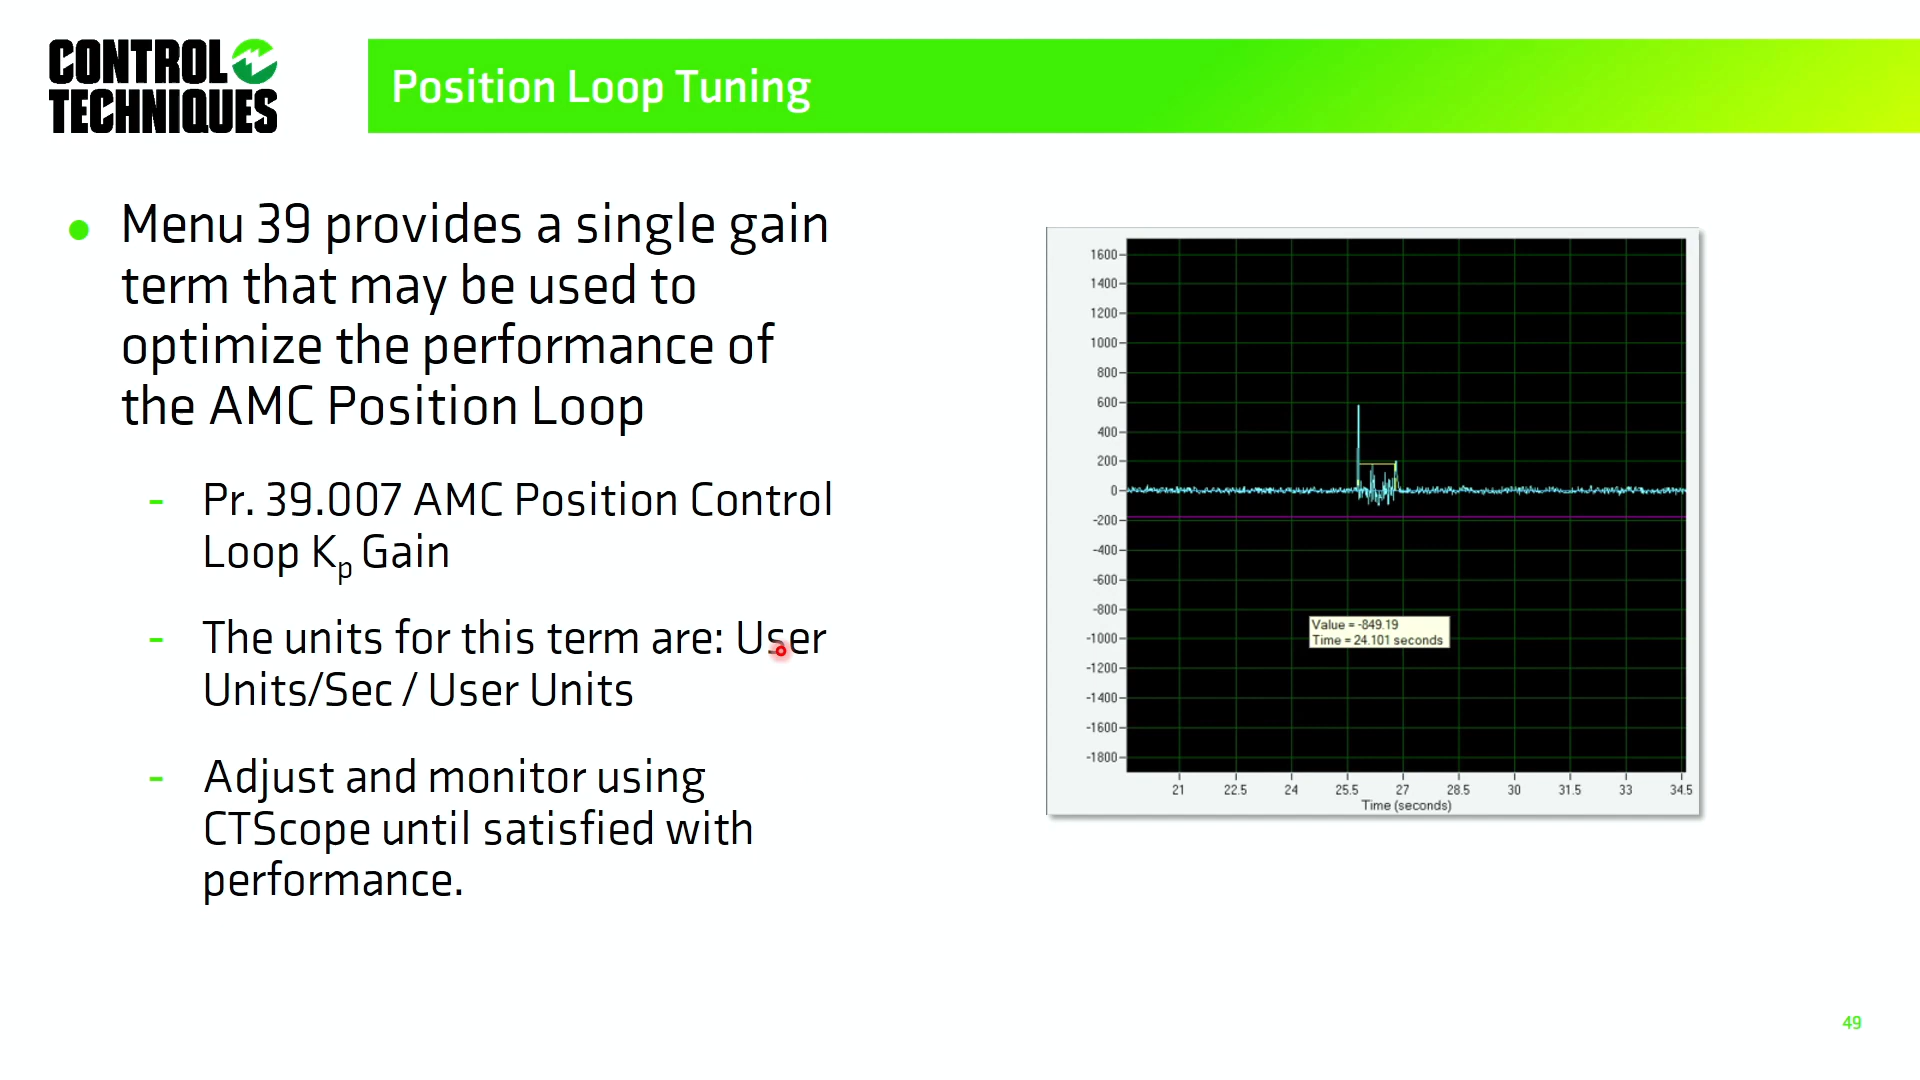 CONTROL
TECHNIQUES
Position Loop Tuning
Menu 39 provides a single gain
term that may be used to
optimize the performance of
the AMC Position Loop
- Pr. 39.007 AMC Position Control
Loop Kp Gain
- The units for this term are: User
Units/Sec / User Units
- Adjust and monitor using
CTScope until satisfied with
performance.
1600
1400
1200
1000
800
600
400
200
0
-200
-400
-600
-800
-1000
-1200
-1400
-1600
-1800
Value = -849.19
Time = 24.101 seconds
21 22.5 24 25.5 27 28.5 30 31.5 33 34.5
Time (seconds)
49